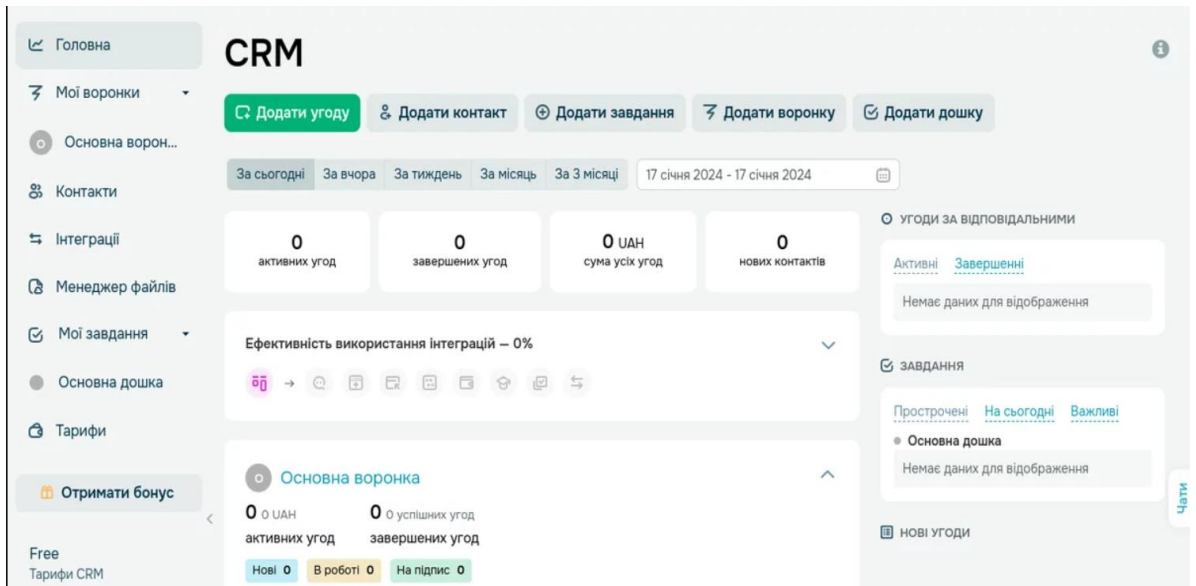 Головна
Мої воронки
О Основна ворон...
Контакти
Інтеграції
Менеджер файлів
Мої завдання
Основна дошка
Тарифи
Отримати бонус
Free
Тарифи CRM
CRM
Додати угоду Додати контакт Додати завдання Додати воронку Додати дошку
За сьогодні За вчора За тиждень За місяць За 3 місяці 17 січня 2024 - 17 січня 2024
0 0 0 UAH 0
активних угод завершених угод сума усіх угод нових контактів
Ефективність використання інтеграцій – 0%
О Основна воронка
0 0 UAH 0 0 успішних угод
активних угод завершених угод
Нові 0 В роботі 0 На підпис 0
УГОДИ ЗА ВІДПОВІДАЛЬНИМИ
Активні Завершенні
Немає даних для відображення
ЗАВДАННЯ
Прострочені На сьогодні Важливі
Основна дошка
Немає даних для відображення
НОВІ УГОДИ
Чати